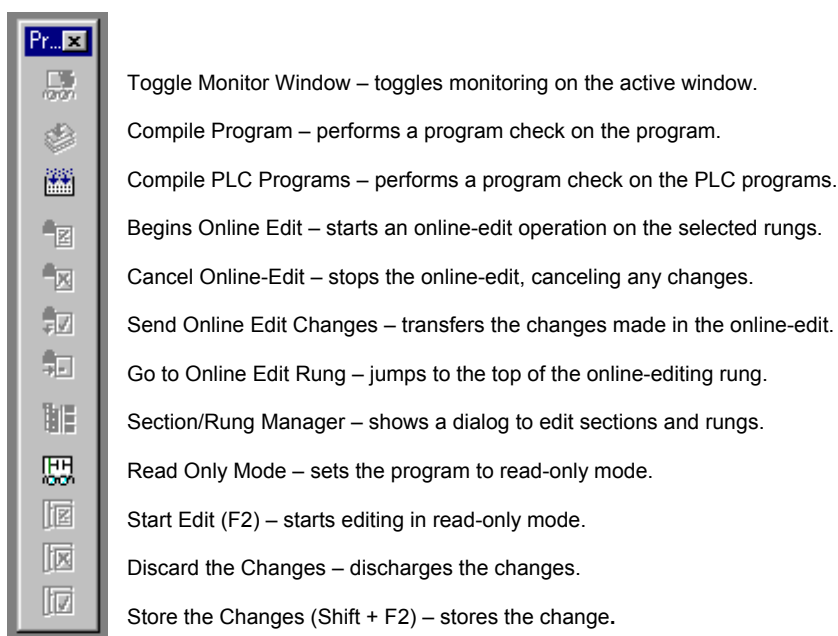 Pr...
Toggle Monitor Window – toggles monitoring on the active window.
Compile Program – performs a program check on the program.
Compile PLC Programs – performs a program check on the PLC programs.
Begins Online Edit – starts an online-edit operation on the selected rungs.
Cancel Online-Edit – stops the online-edit, canceling any changes.
Send Online Edit Changes – transfers the changes made in the online-edit.
Go to Online Edit Rung – jumps to the top of the online-editing rung.
Section/Rung Manager – shows a dialog to edit sections and rungs.
Read Only Mode – sets the program to read-only mode.
Start Edit (F2) – starts editing in read-only mode.
Discard the Changes – discharges the changes.
Store the Changes (Shift + F2) – stores the change.